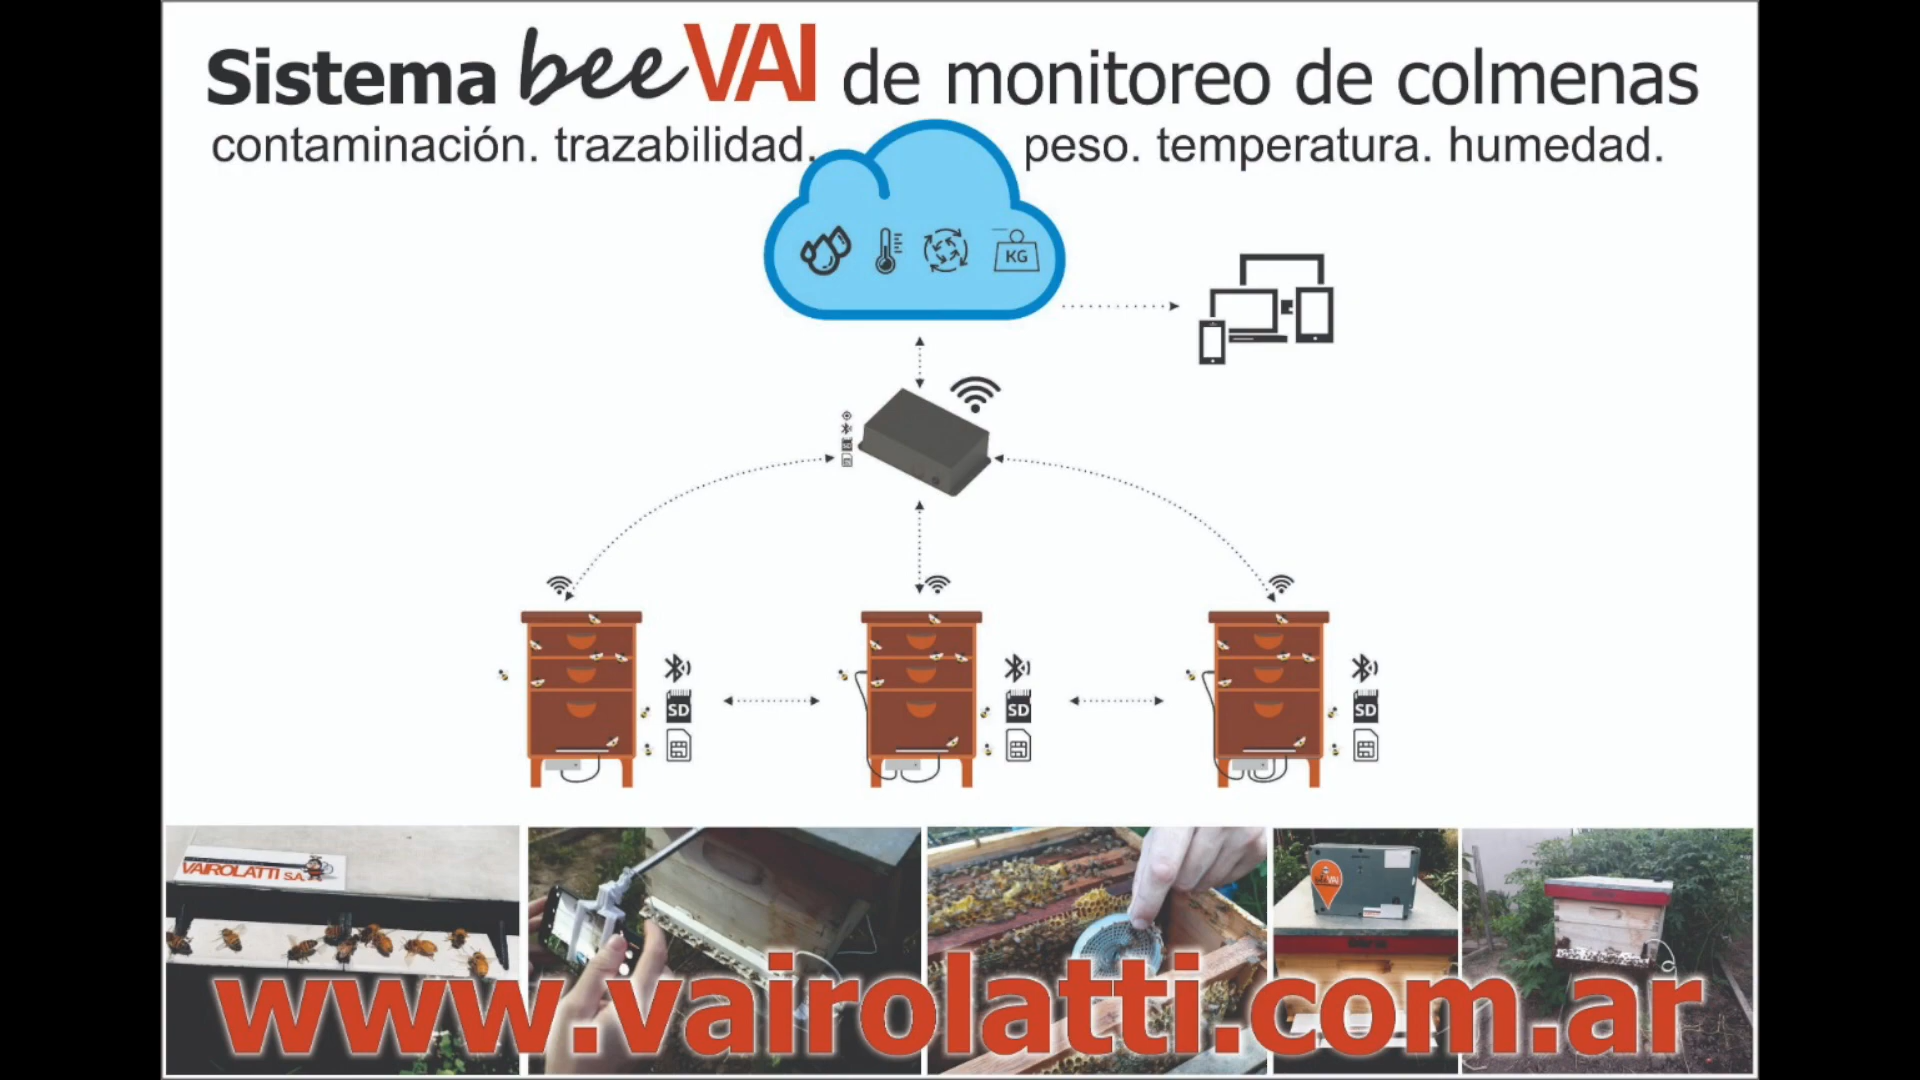 Sistema beeVAI de monitoreo de colmenas
contaminación. trazabilidad. peso. temperatura. humedad.
KG
SD
SD
SD
VAIROLATTI S.A.
beeVAI
www.vairolatti.com.ar